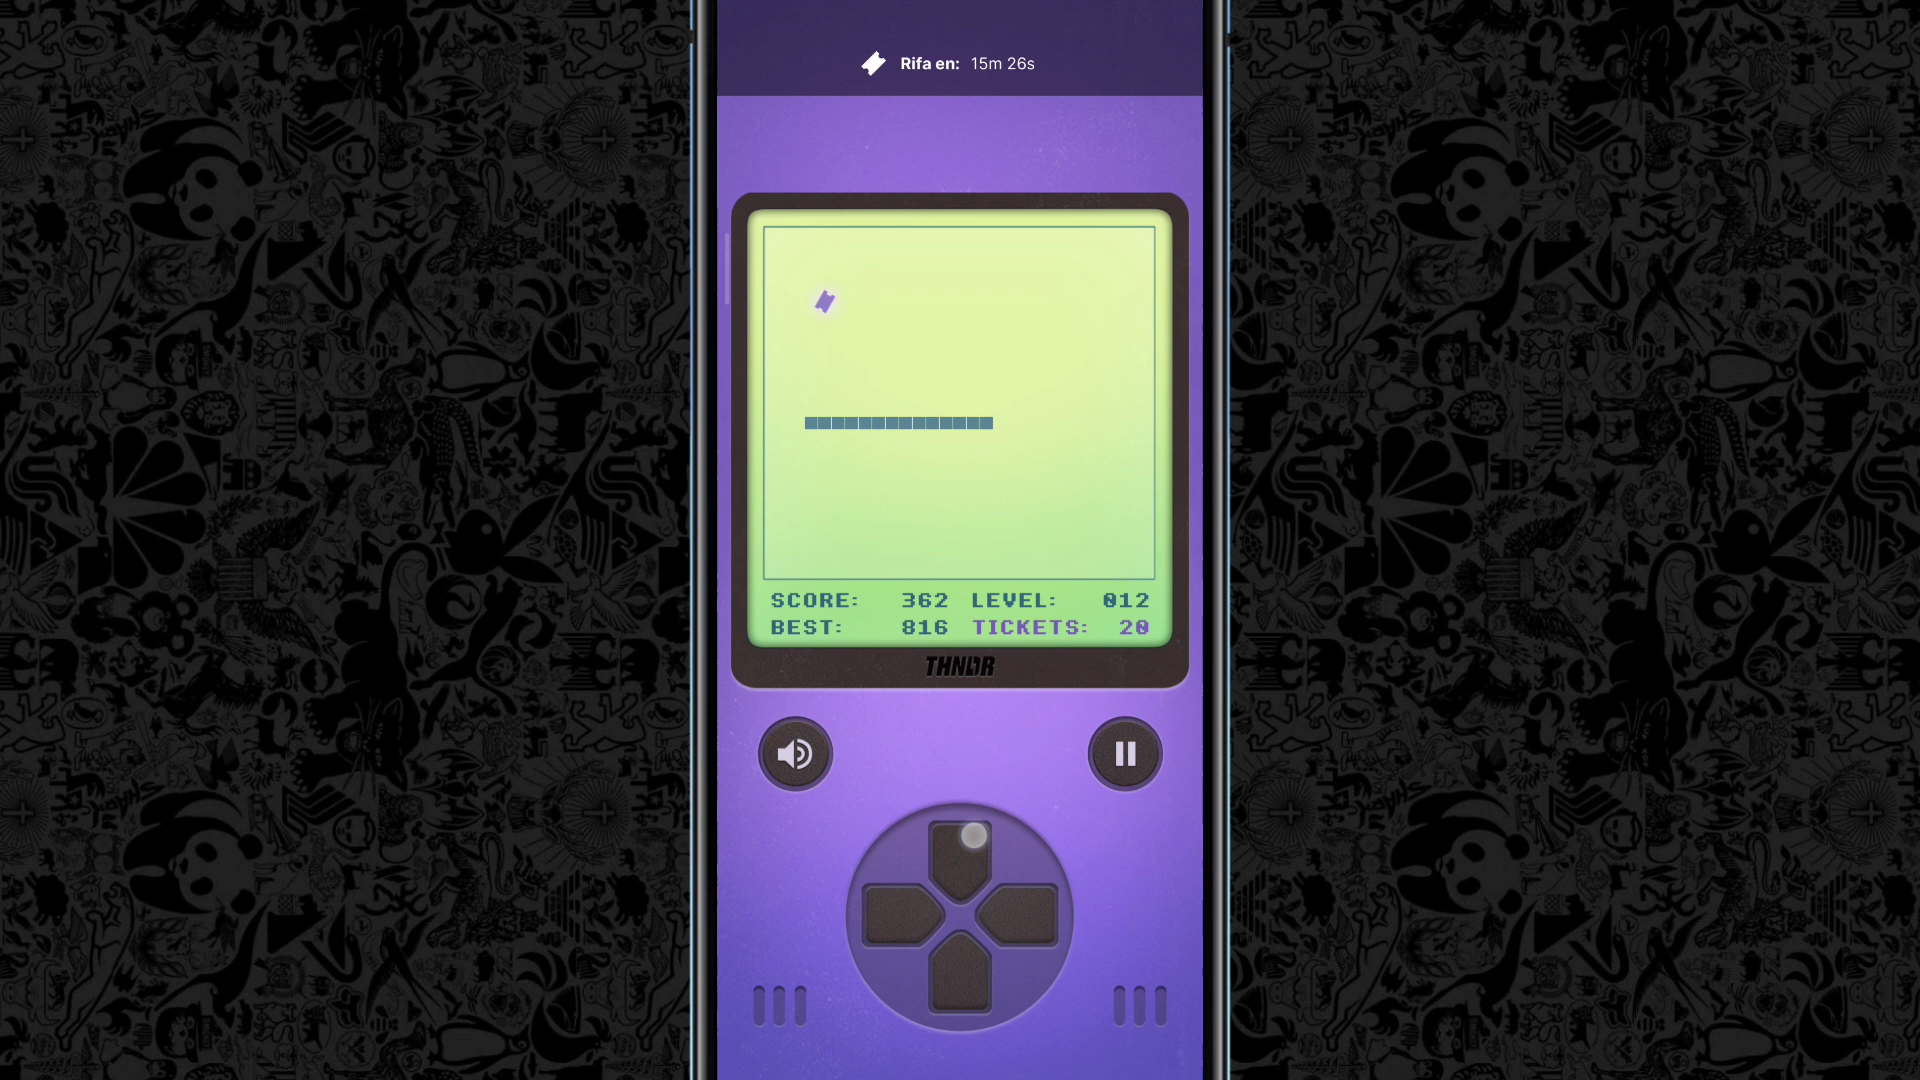 Rifa en: 15m 26s
SCORE: 362 LEVEL: 012
BEST: 816 TICKETS: 20
THNDR